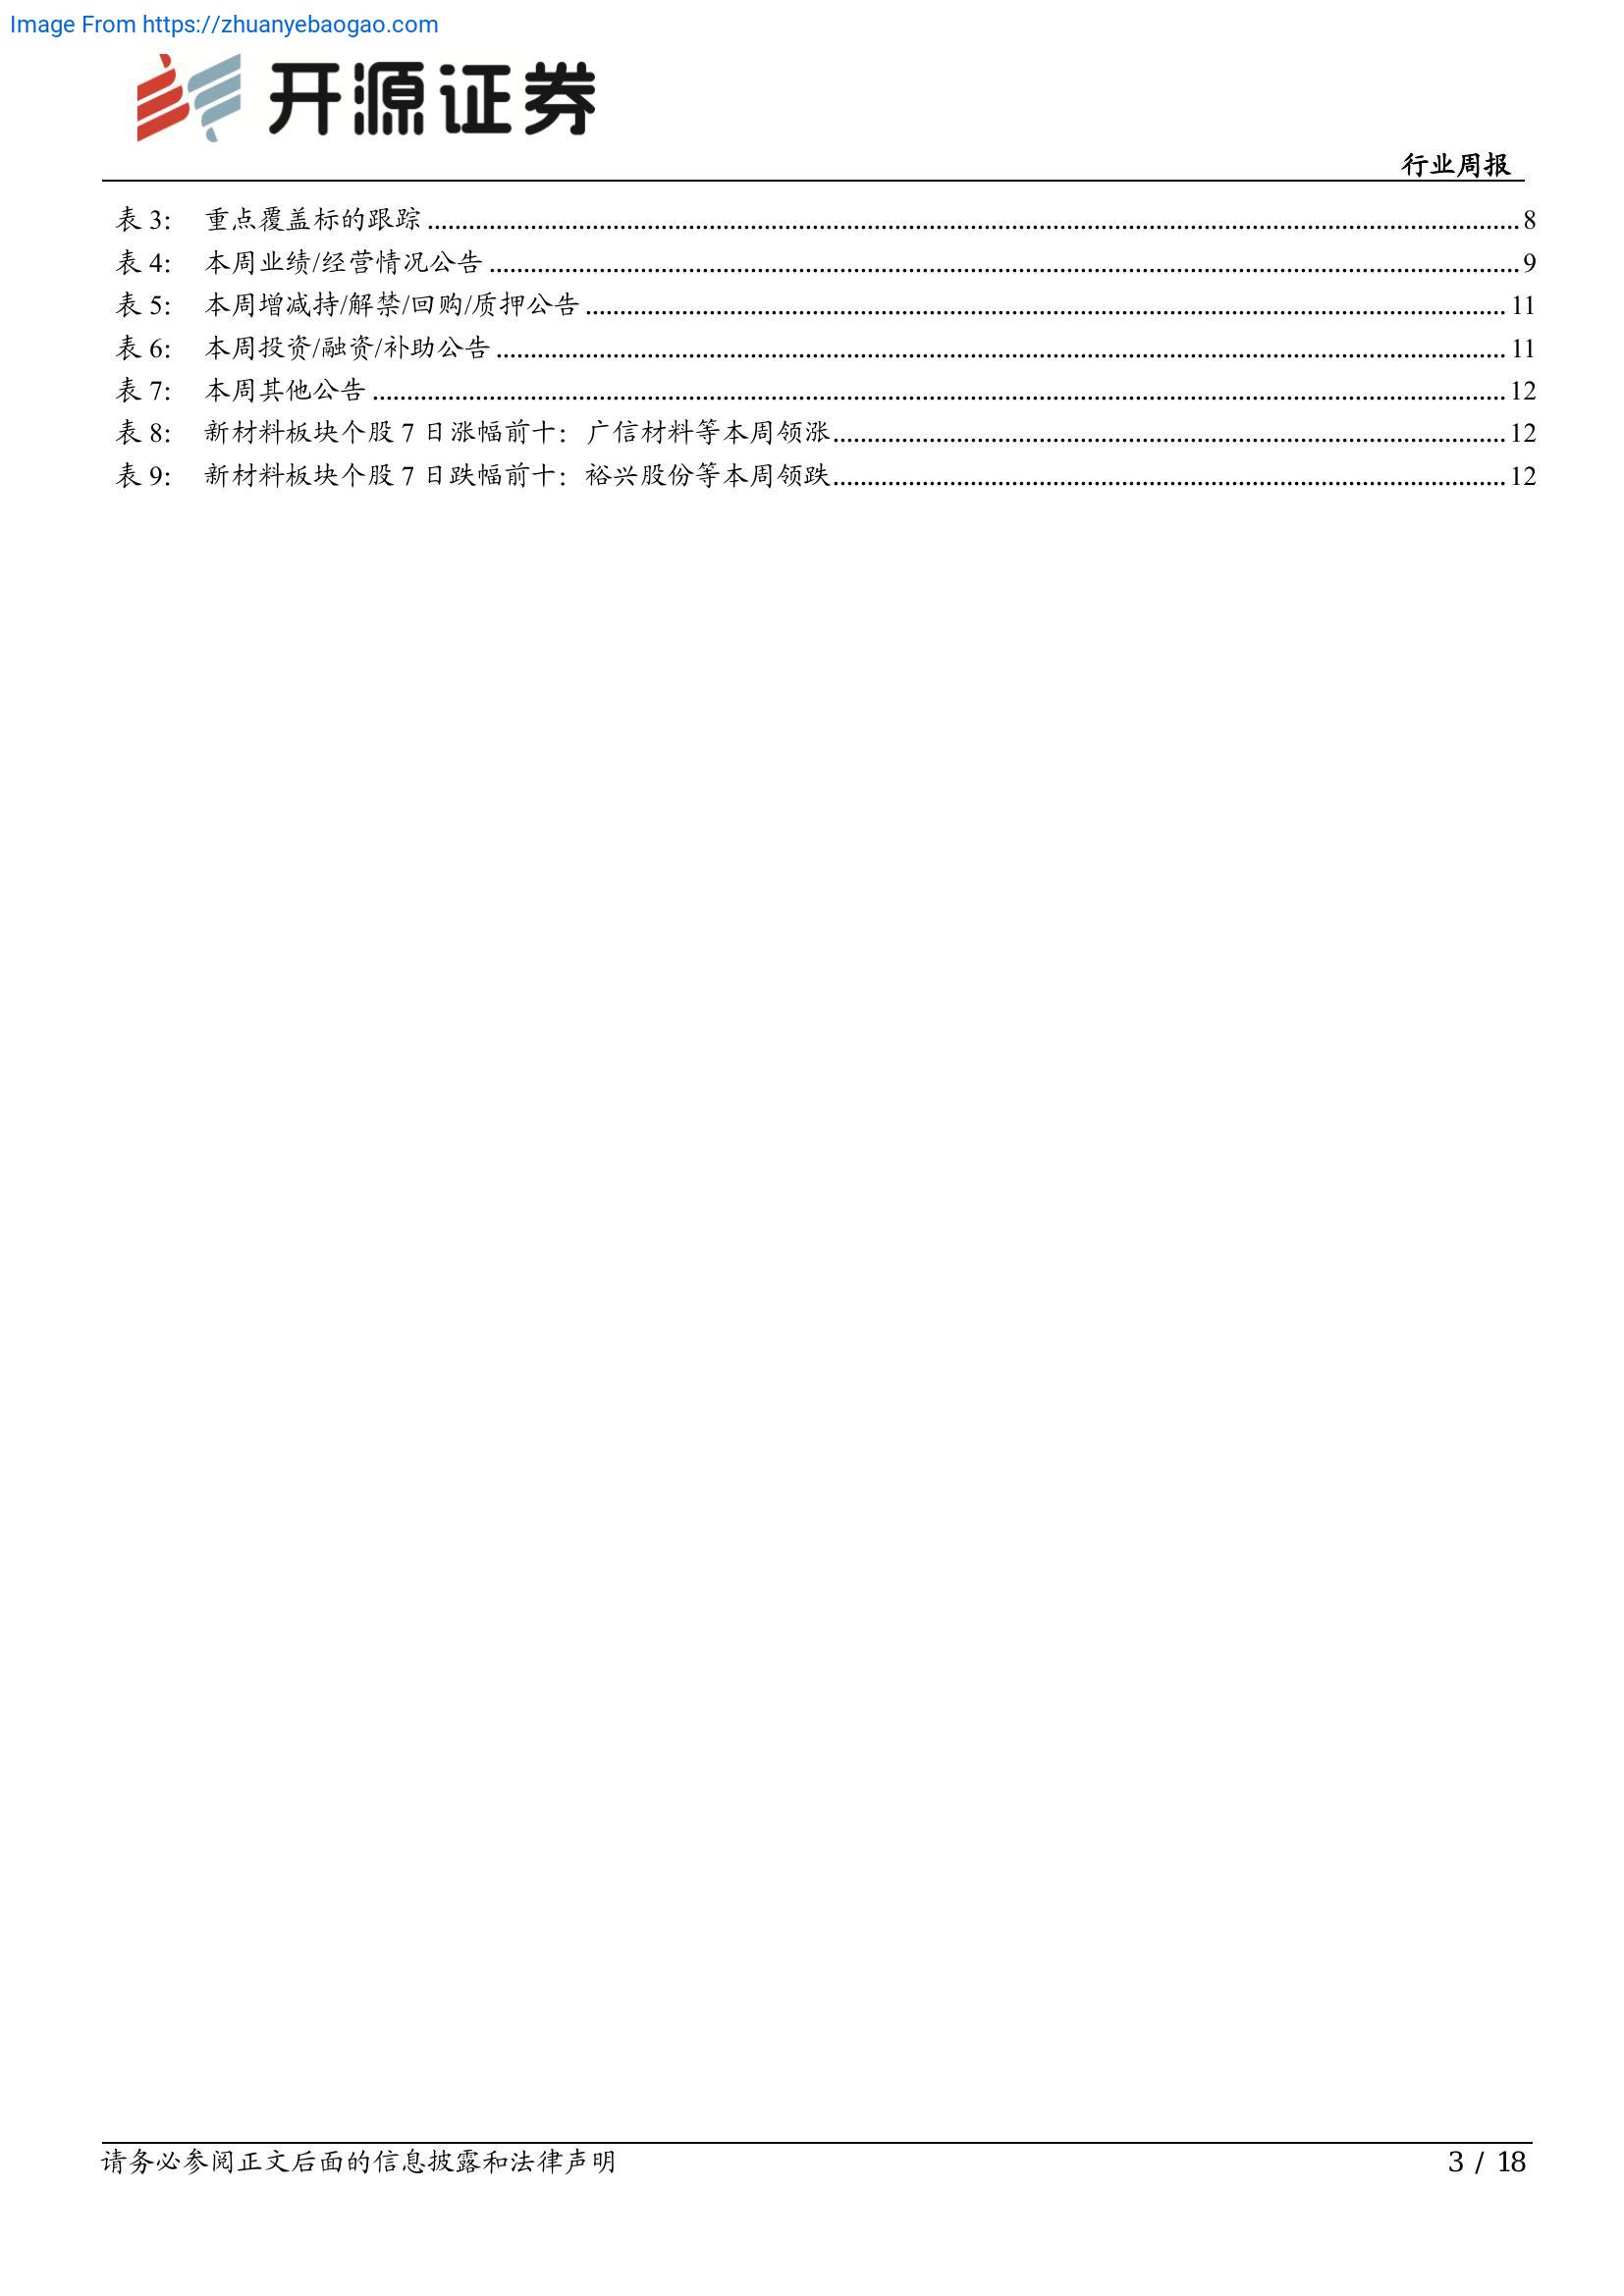 Image From https://zhuanyebaogao.com
开源证券
行业周报
表 3： 重点覆盖标的跟踪 ........ 8
表 4： 本周业绩/经营情况公告 ........ 9
表 5： 本周增减持/解禁/回购/质押公告 ........ 11
表 6： 本周投资/融资/补助公告 ........ 11
表 7： 本周其他公告 ........ 12
表 8： 新材料板块个股 7 日涨幅前十：广信材料等本周领涨 ........ 12
表 9： 新材料板块个股 7 日跌幅前十：裕兴股份等本周领跌 ........ 12
请务必参阅正文后面的信息披露和法律声明
3 / 18